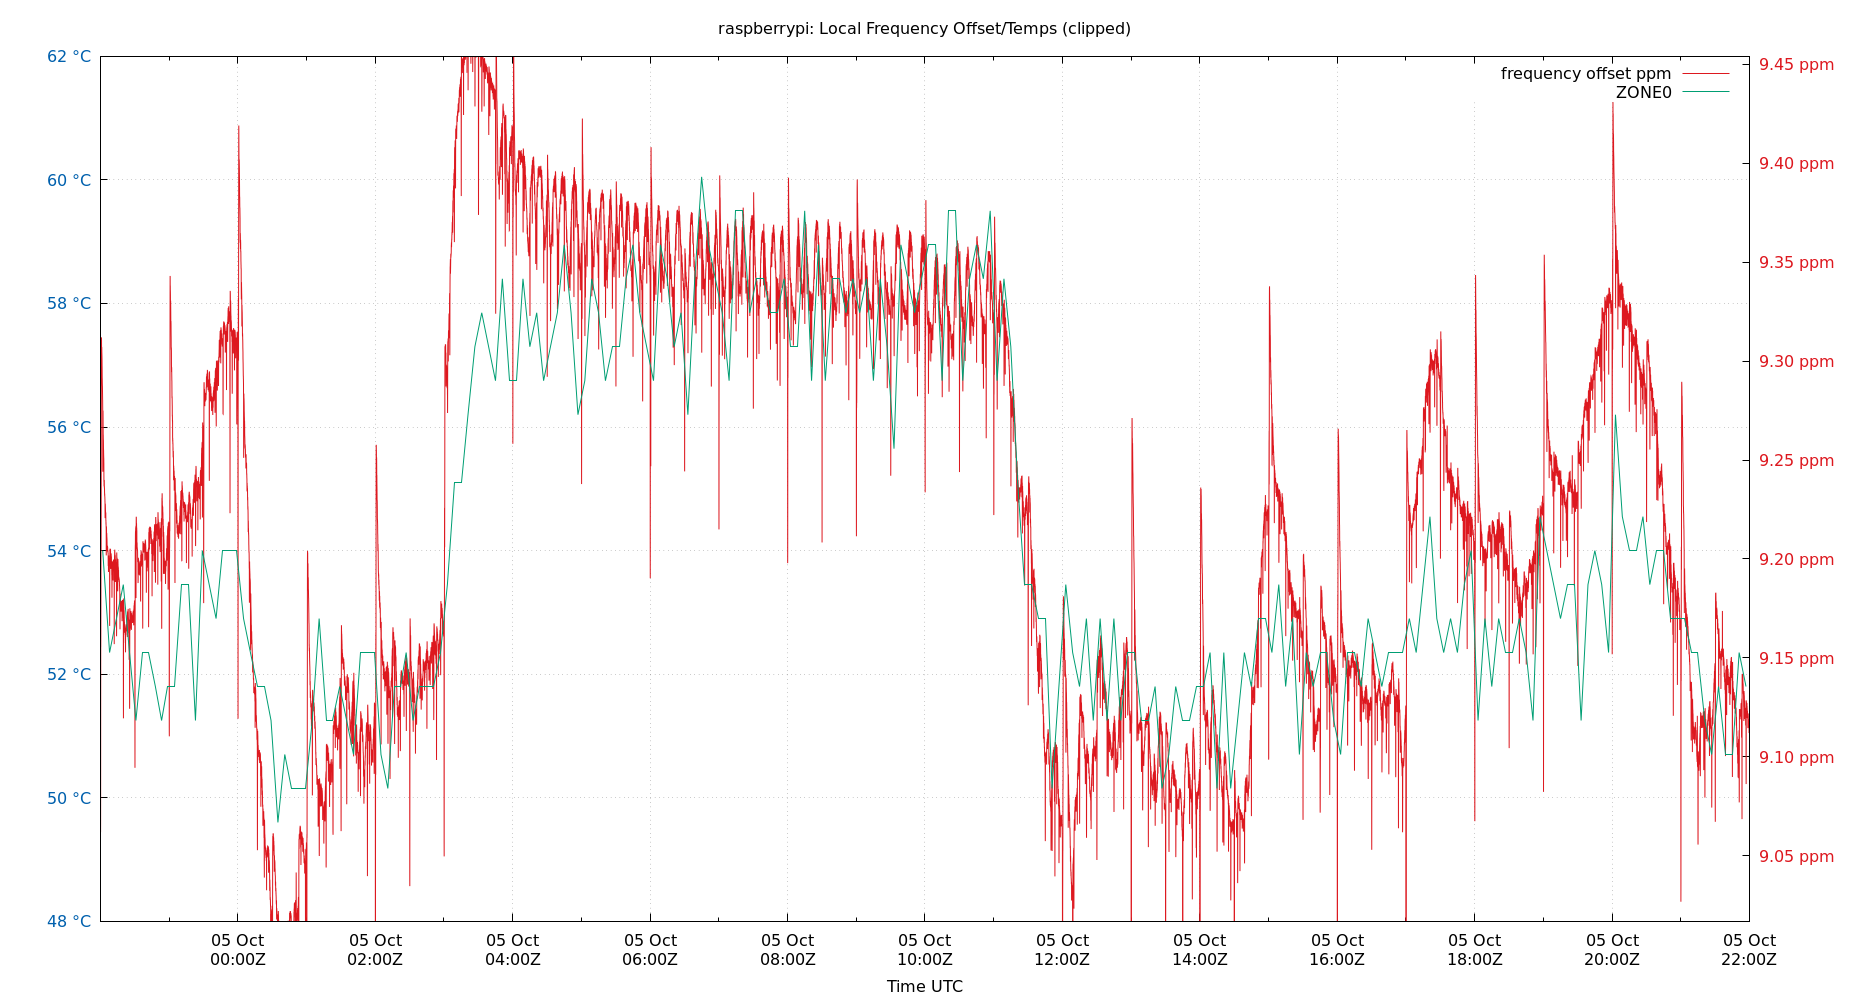 raspberrypi: Local Frequency Offset/Temps (clipped)
62 °C
60 °C
58 °C
56 °C
54 °C
52 °C
50 °C
48 °C
frequency offset ppm
ZONE0
9.45 ppm
9.40 ppm
9.35 ppm
9.30 ppm
9.25 ppm
9.20 ppm
9.15 ppm
9.10 ppm
9.05 ppm
05 Oct
00:00Z
05 Oct
02:00Z
05 Oct
04:00Z
05 Oct
06:00Z
05 Oct
08:00Z
05 Oct
10:00Z
05 Oct
12:00Z
05 Oct
14:00Z
05 Oct
16:00Z
05 Oct
18:00Z
05 Oct
20:00Z
05 Oct
22:00Z
Time UTC